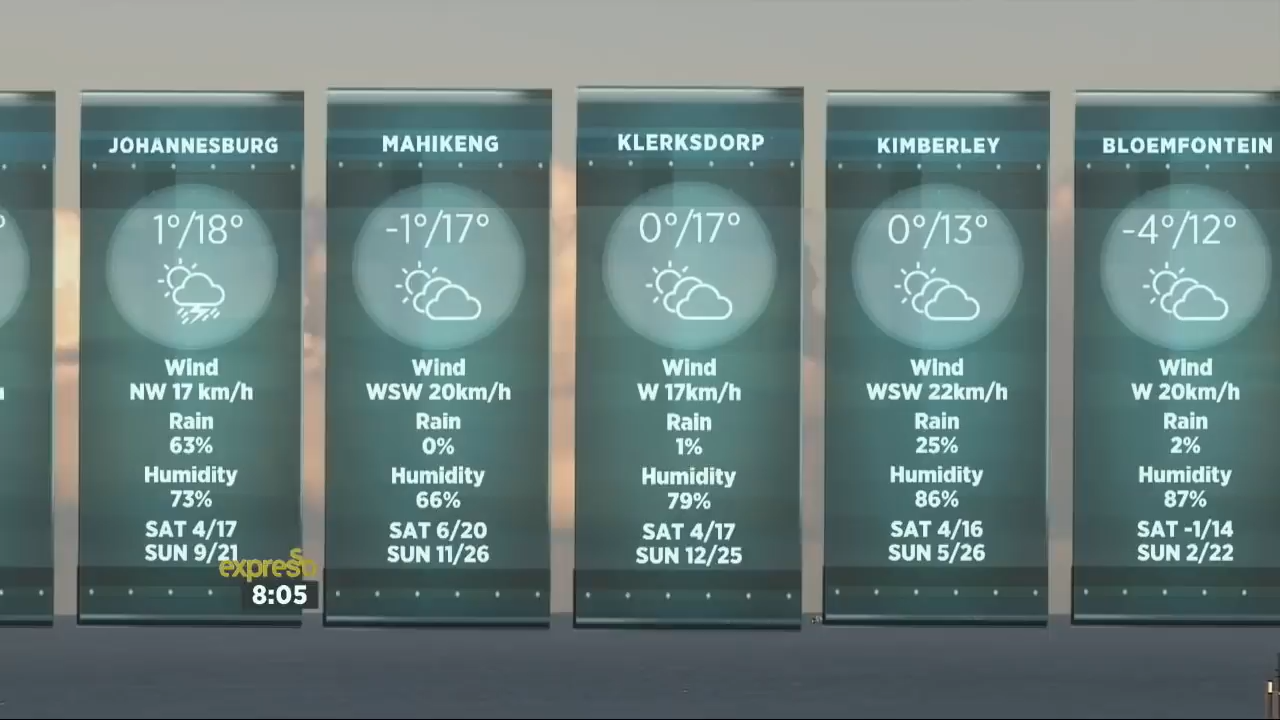 JOHANNESBURG
1°/18°
Wind
NW 17 km/h
Rain
63%
Humidity
73%
SAT 4/17
SUN 9/21
MAHIKENG
-1°/17°
Wind
WSW 20km/h
Rain
0%
Humidity
66%
SAT 6/20
SUN 11/26
KLERKSDORP
0°/17°
Wind
W 17km/h
Rain
1%
Humidity
79%
SAT 4/17
SUN 12/25
KIMBERLEY
0°/13°
Wind
WSW 22km/h
Rain
25%
Humidity
86%
SAT 4/16
SUN 5/26
BLOEMFONTEIN
-4°/12°
Wind
W 20km/h
Rain
2%
Humidity
87%
SAT -1/14
SUN 2/22
expresso
8:05